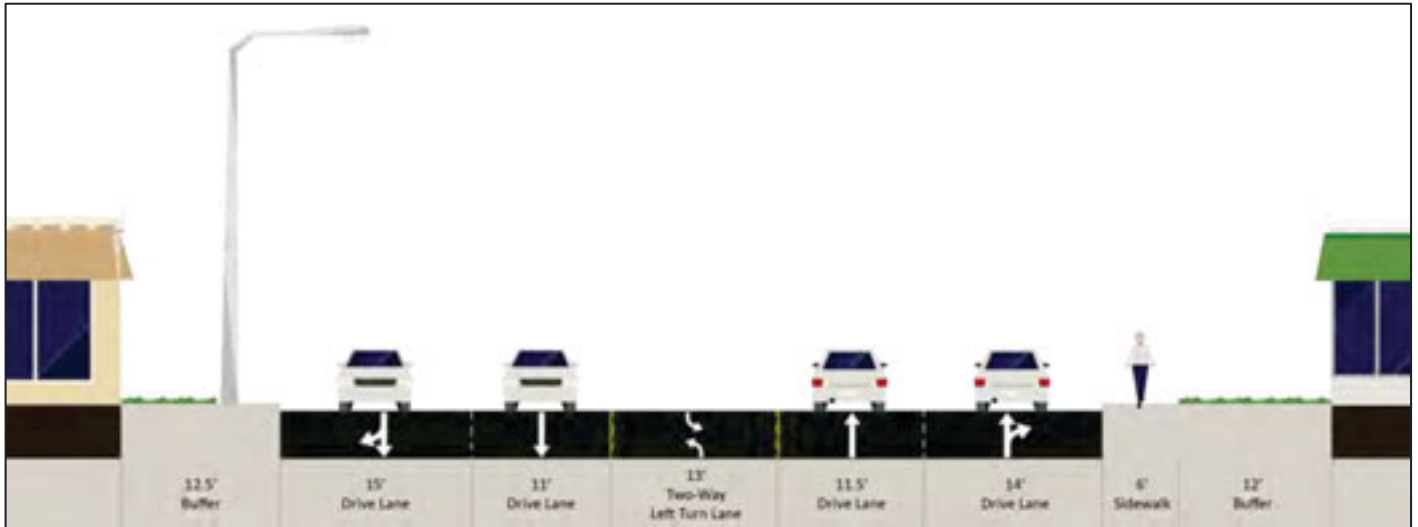 12.5'
Buffer
15'
Drive Lane
11'
Drive Lane
13'
Two-Way
Left Turn Lane
11.5'
Drive Lane
14'
Drive Lane
6'
Sidewalk
12'
Buffer